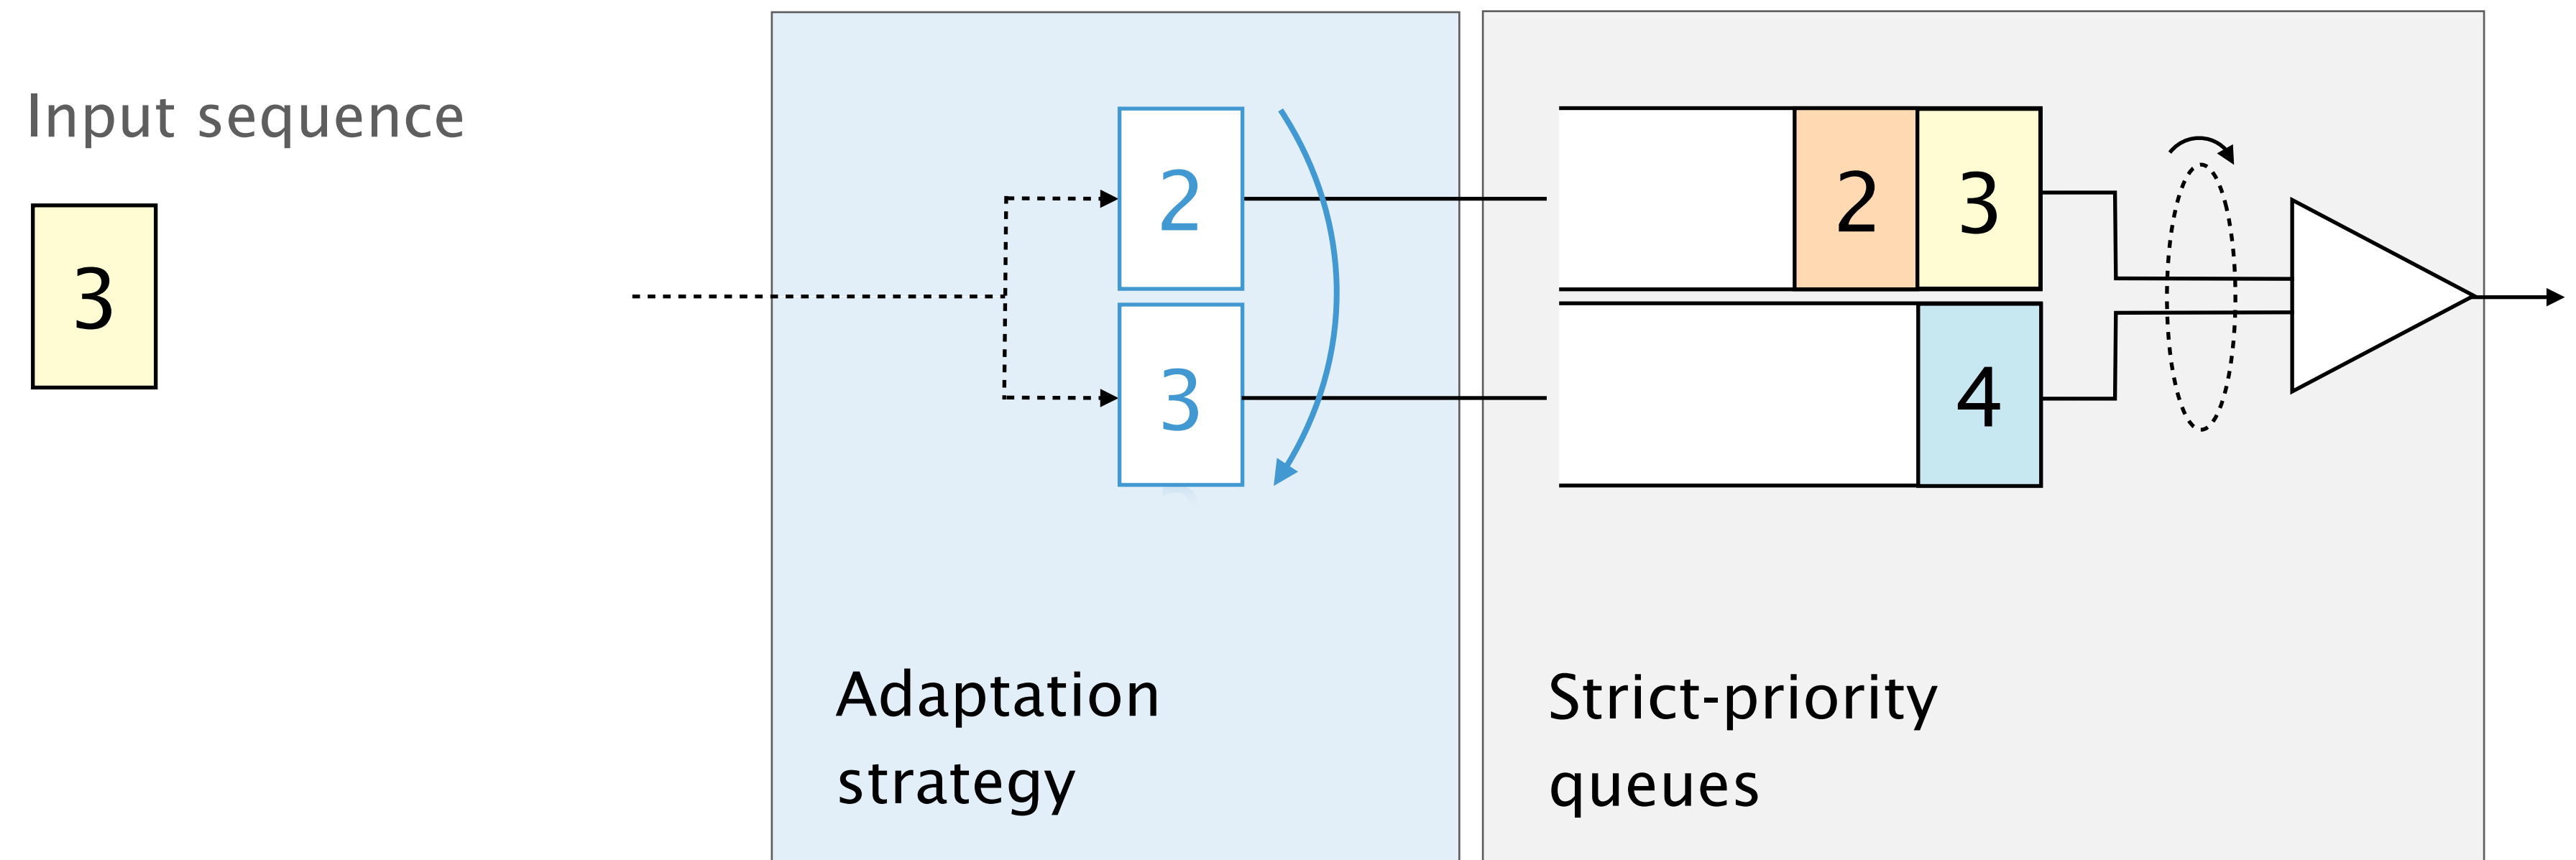 Input sequence
3
2
3
2 3
4
Adaptation
strategy
Strict-priority
queues